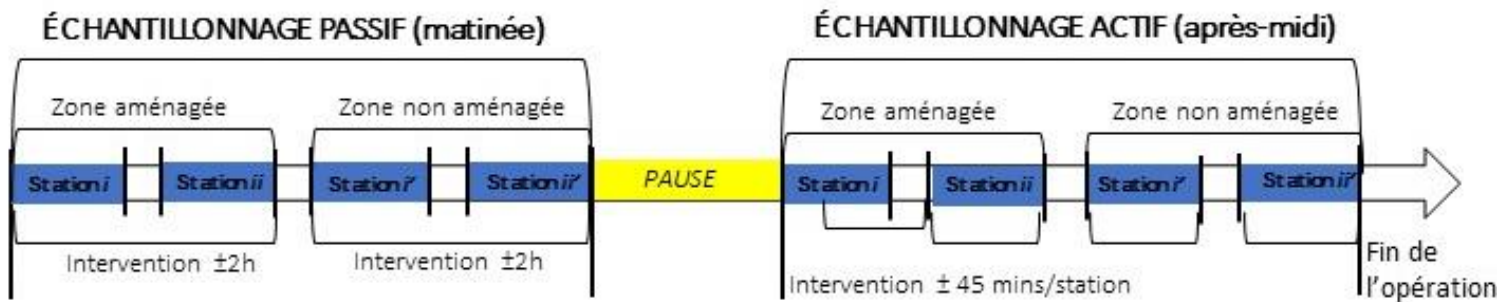 ÉCHANTILLONNAGE PASSIF (matinée)
Zone aménagée
Zone non aménagée
Station i
Station ii
Station i'
Station ii'
Intervention ±2h
Intervention ±2h
PAUSE
ÉCHANTILLONNAGE ACTIF (après-midi)
Zone aménagée
Zone non aménagée
Station i
Station ii
Station i'
Station ii'
Intervention ± 45 mins/station
Fin de
l'opération